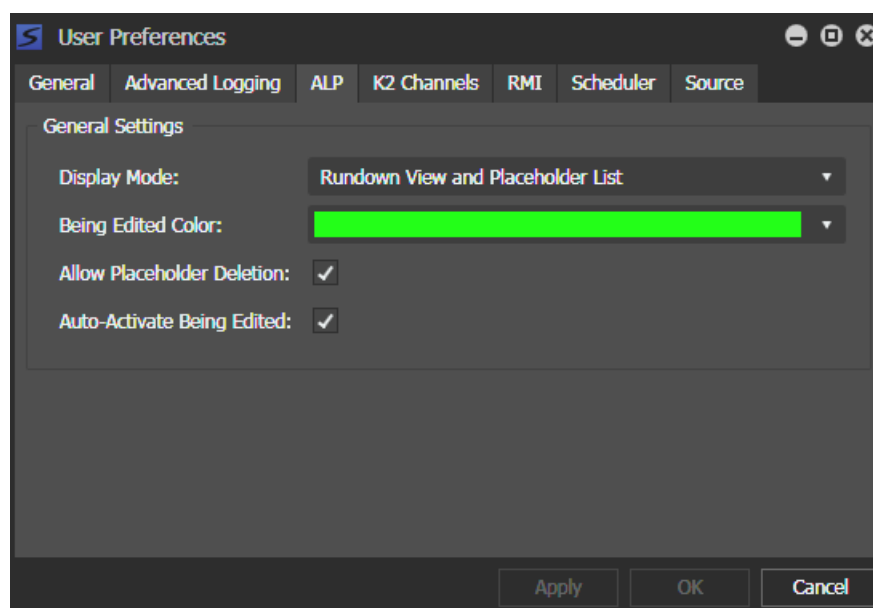 User Preferences
General Advanced Logging ALP K2 Channels RMI Scheduler Source
General Settings
Display Mode: Rundown View and Placeholder List
Being Edited Color:
Allow Placeholder Deletion:
Auto-Activate Being Edited:
Apply OK Cancel